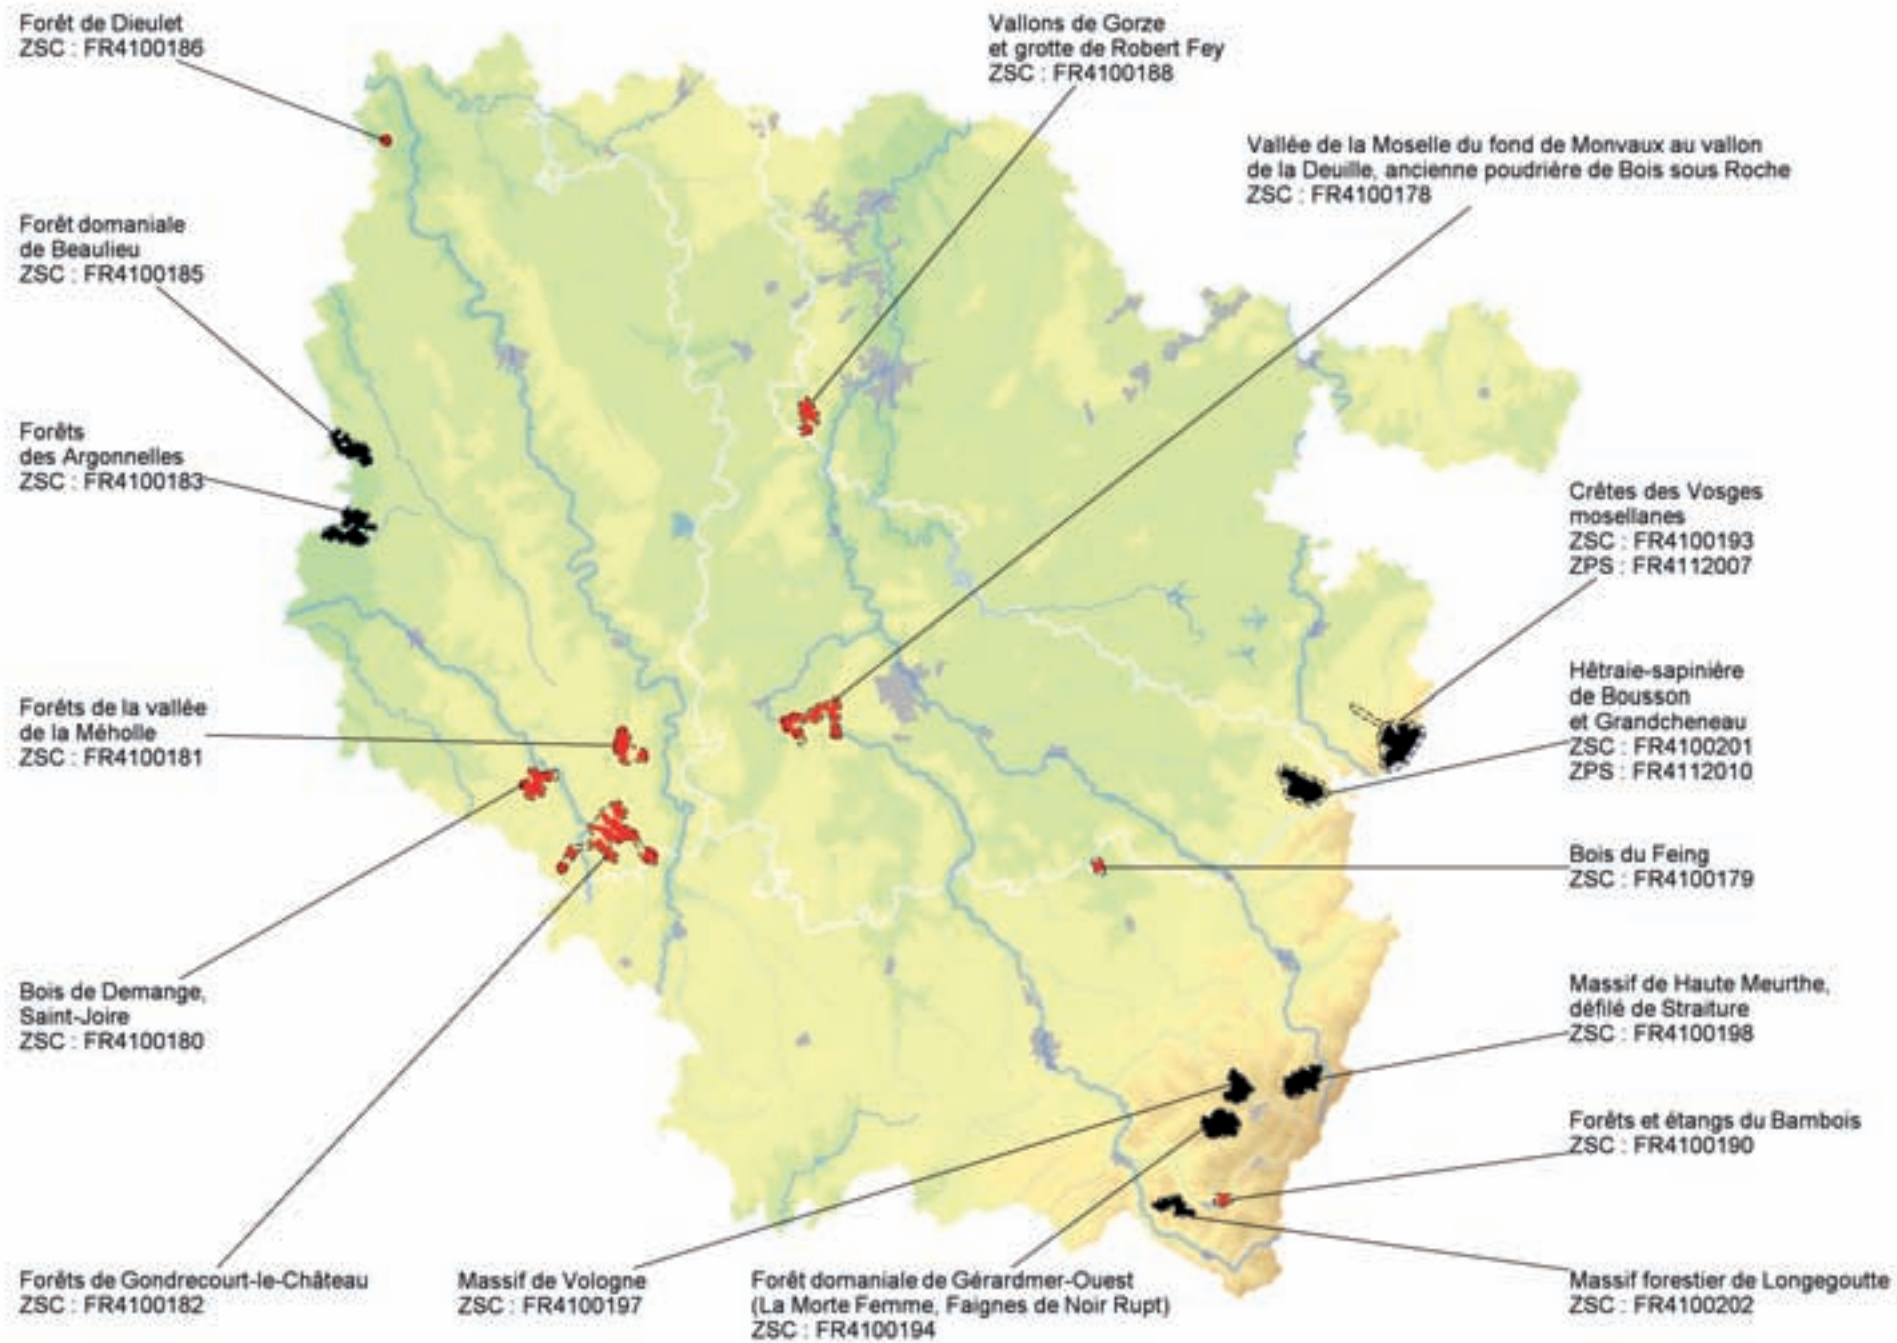 Forêt de Dieulet
ZSC : FR4100186
Vallons de Gorze
et grotte de Robert Fey
ZSC : FR4100188
Vallée de la Moselle du fond de Monvaux au vallon
de la Deuille, ancienne poudrière de Bois sous Roche
ZSC : FR4100178
Forêt domaniale
de Beaulieu
ZSC : FR4100185
Forêts
des Argonnelles
ZSC : FR4100183
Crêtes des Vosges
mosellanes
ZSC : FR4100193
ZPS : FR4112007
Hêtraie-sapinière
de Bousson
et Grandcheneau
ZSC : FR4100201
ZPS : FR4112010
Forêts de la vallée
de la Méholle
ZSC : FR4100181
Bois du Feing
ZSC : FR4100179
Bois de Demange,
Saint-Joire
ZSC : FR4100180
Massif de Haute Meurthe,
défilé de Straiture
ZSC : FR4100198
Forêts et étangs du Bambois
ZSC : FR4100190
Forêts de Gondrecourt-le-Château
ZSC : FR4100182
Massif de Vologne
ZSC : FR4100197
Forêt domaniale de Gérardmer-Ouest
(La Morte Femme, Faignes de Noir Rupt)
ZSC : FR4100194
Massif forestier de Longegoutte
ZSC : FR4100202